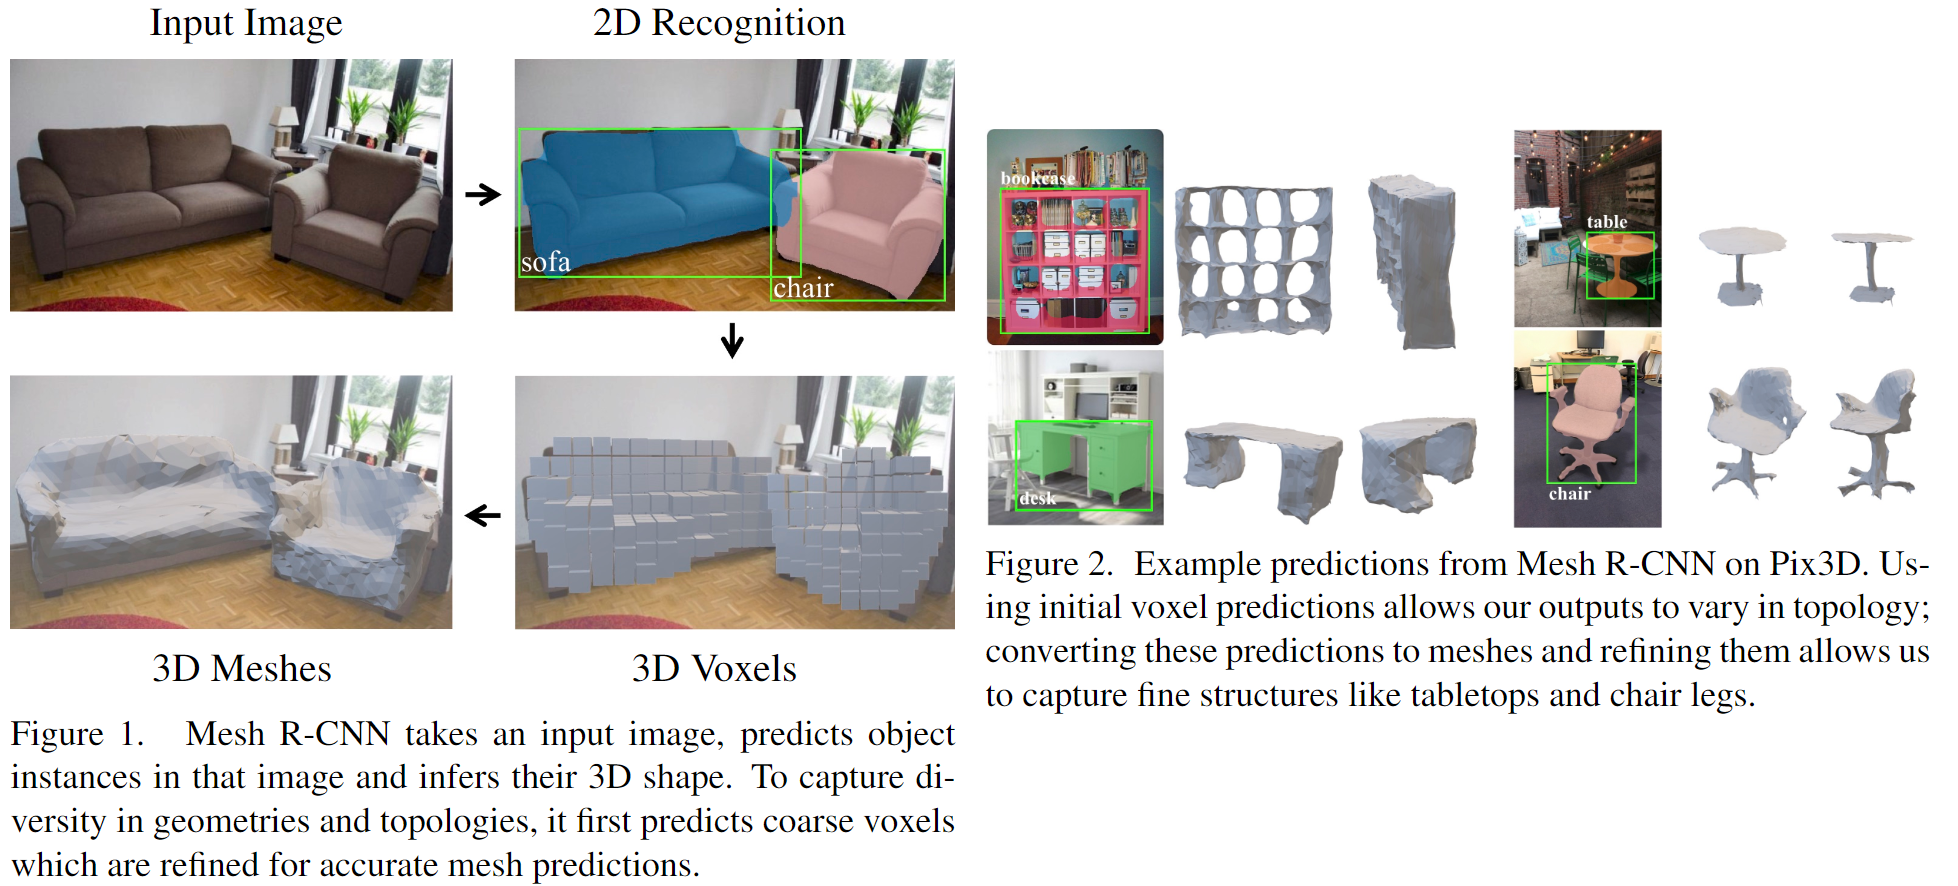 Input Image
2D Recognition
sofa
chair
3D Meshes
3D Voxels
Figure 1. Mesh R-CNN takes an input image, predicts object
instances in that image and infers their 3D shape. To capture di-
versity in geometries and topologies, it first predicts coarse voxels
which are refined for accurate mesh predictions.
bookcase
table
desk
chair
Figure 2. Example predictions from Mesh R-CNN on Pix3D. Us-
ing initial voxel predictions allows our outputs to vary in topology;
converting these predictions to meshes and refining them allows us
to capture fine structures like tabletops and chair legs.